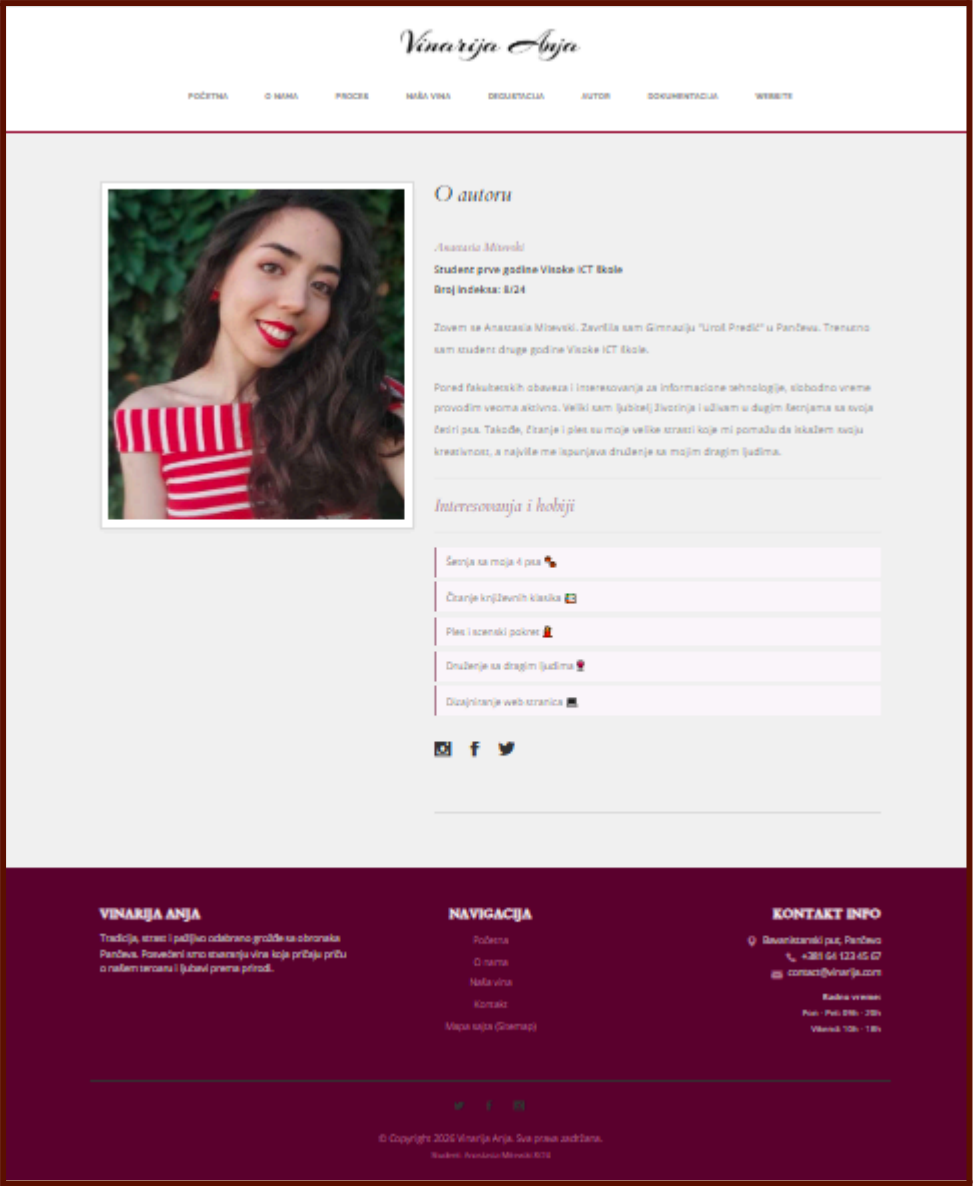 Vinarija Anja
POČETNA O NAMA PROCES NAŠA VINA DEGUSTACIJA AUTOR DOKUMENTACIJA WEBSITE
O autoru
Anastasia Mitevski
Student prve godine Visoke ICT škole
Broj indeksa: 8/24
Zovem se Anastasia Mitevski. Završila sam Gimnaziju "Uroš Predić" u Pančevu. Trenutno
sam student druge godine Visoke ICT škole.
Pored fakultetskih obaveza i interesovanja za informacione tehnologije, slobodno vreme
provodim veoma aktivno. Veliki sam ljubitelj životinja i uživam u dugim šetnjama sa svoja
četiri psa. Takođe, čitanje i ples su moje velike strasti koje mi pomažu da iskažem svoju
kreativnost, a najviše me ispunjava druženje sa mojim dragim ljudima.
Interesovanja i hobiji
Šetnja sa moja 4 psa
Čitanje književnih klasika
Ples i scenski pokret
Druženje sa dragim ljudima
Dizajniranje web stranica
VINARIJA ANJA
Tradicija, strast i pažljivo odabrano grožđe sa obronaka
Pančeva. Posvećeni smo stvaranju vina koja pričaju priču
o našem teroaru i ljubavi prema prirodi.
NAVIGACIJA
Početna
O nama
Naša vina
Kontakt
Mapa sajta (Sitemap)
KONTAKT INFO
Bavanistanski put, Pančevo
+381 64 123 45 67
contact@vinarija.com
Radno vreme:
Pon - Pet: 09h - 20h
Vikend: 10h - 18h
© Copyright 2026 Vinarija Anja. Sva prava zadržana.
Student: Anastasia Mitevski 8/24